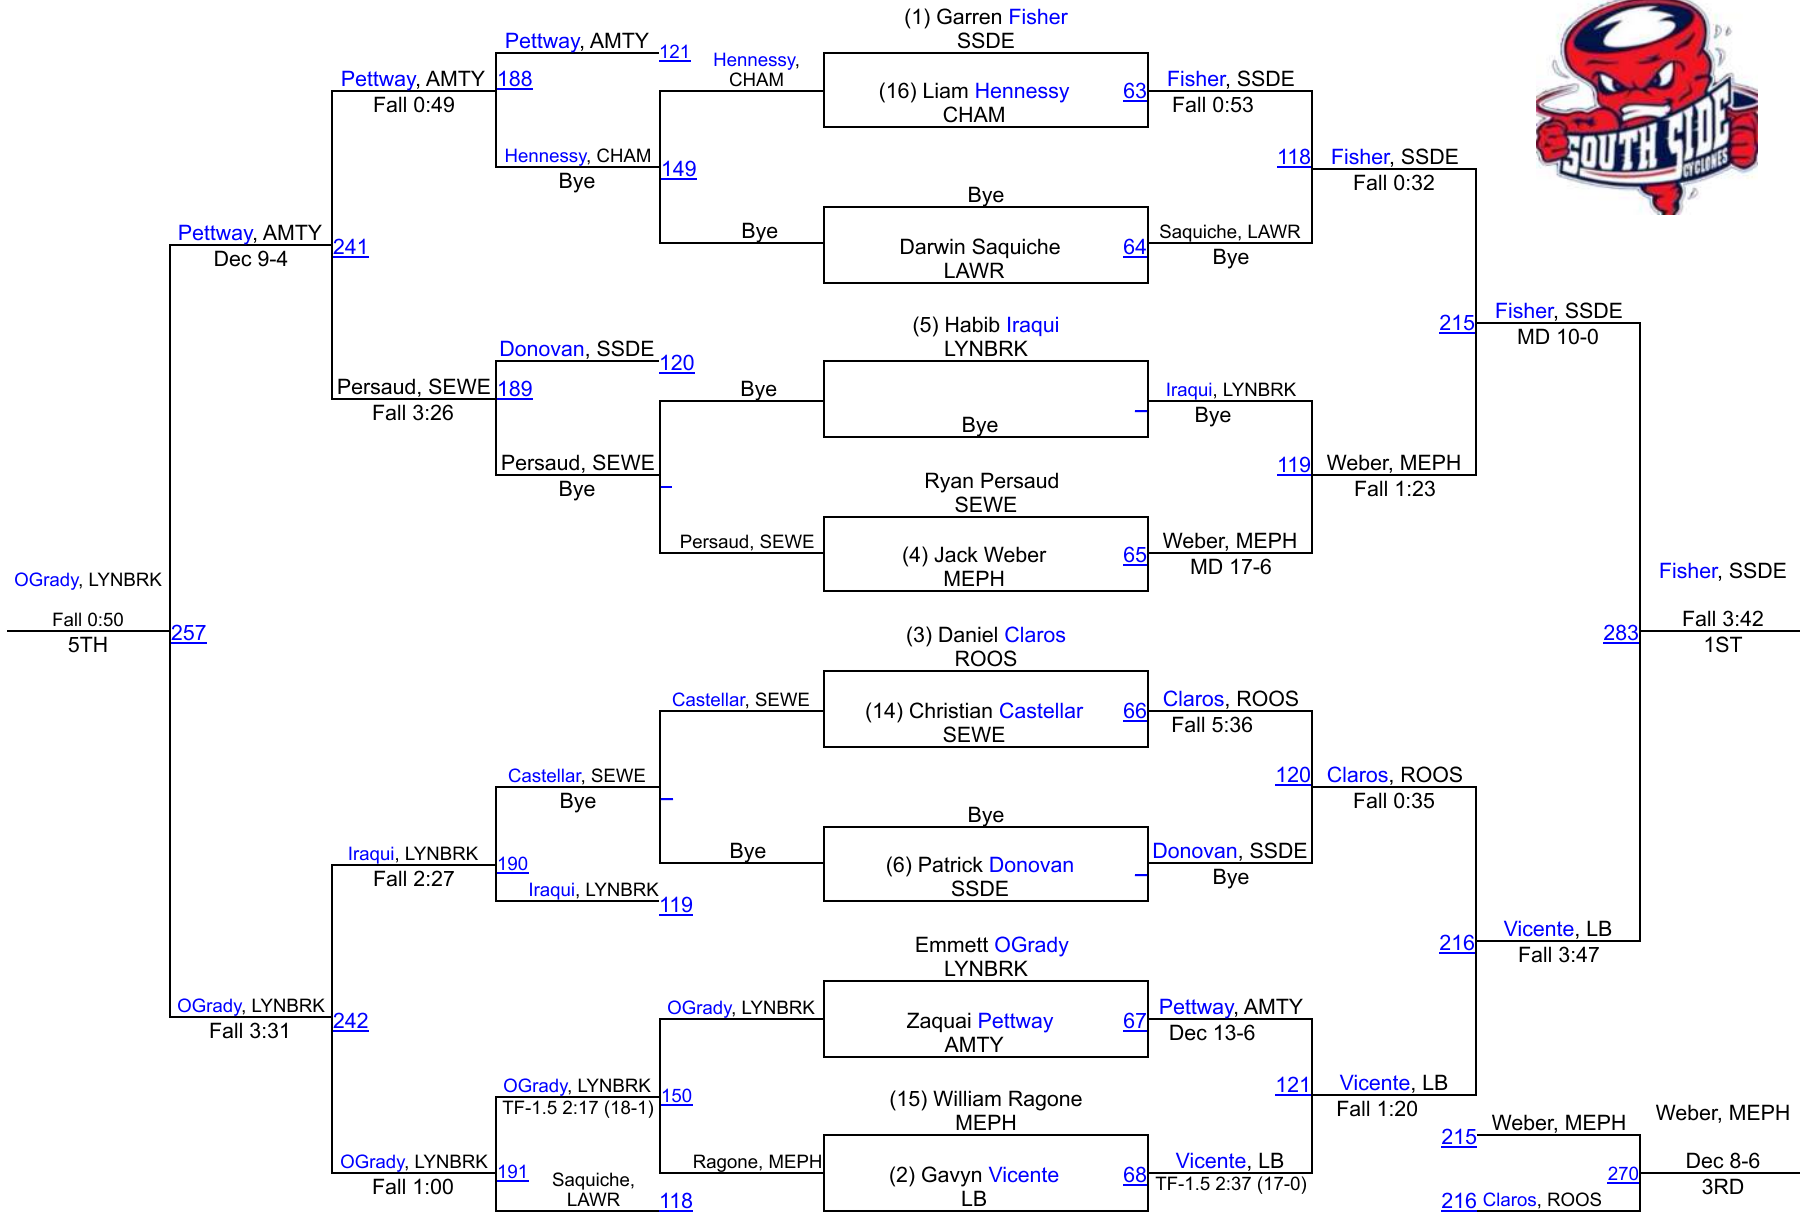 (1) Garren Fisher
SSDE
Pettway, AMTY
121
Hennessy,
CHAM
Pettway, AMTY
188
Fall 0:49
(16) Liam Hennessy
63
CHAM
Fisher, SSDE
Fall 0:53
Hennessy, CHAM
Bye
149
118
Fisher, SSDE
Fall 0:32
SOUTH SIDE
CYCLONES
Bye
Pettway, AMTY
241
Dec 9-4
Bye
Darwin Saquiche
64
LAWR
Saquiche, LAWR
Bye
215
Fisher, SSDE
MD 10-0
(5) Habib Iraqui
LYNBRK
Donovan, SSDE
120
Persaud, SEWE
189
Fall 3:26
Bye
Bye
Iraqui, LYNBRK
Bye
Persaud, SEWE
Bye
119
Weber, MEPH
Fall 1:23
Ryan Persaud
SEWE
Persaud, SEWE
(4) Jack Weber
65
MEPH
Weber, MEPH
MD 17-6
OGrady, LYNBRK
Fall 0:50
5TH
257
283
Fisher, SSDE
Fall 3:42
1ST
(3) Daniel Claros
ROOS
Castellar, SEWE
(14) Christian Castellar
66
SEWE
Claros, ROOS
Fall 5:36
Castellar, SEWE
Bye
120
Claros, ROOS
Fall 0:35
Bye
Iraqui, LYNBRK
190
Fall 2:27
Iraqui, LYNBRK
119
Bye
(6) Patrick Donovan
SSDE
Donovan, SSDE
Bye
216
Vicente, LB
Fall 3:47
Emmett OGrady
LYNBRK
OGrady, LYNBRK
242
Fall 3:31
OGrady, LYNBRK
Zaquai Pettway
67
AMTY
Pettway, AMTY
Dec 13-6
OGrady, LYNBRK
TF-1.5 2:17 (18-1)
150
121
Vicente, LB
Fall 1:20
(15) William Ragone
MEPH
OGrady, LYNBRK
191
Fall 1:00
Saquiche,
LAWR
118
Ragone, MEPH
(2) Gavyn Vicente
68
LB
Vicente, LB
TF-1.5 2:37 (17-0)
215
Weber, MEPH
270
216
Claros, ROOS
Weber, MEPH
Dec 8-6
3RD